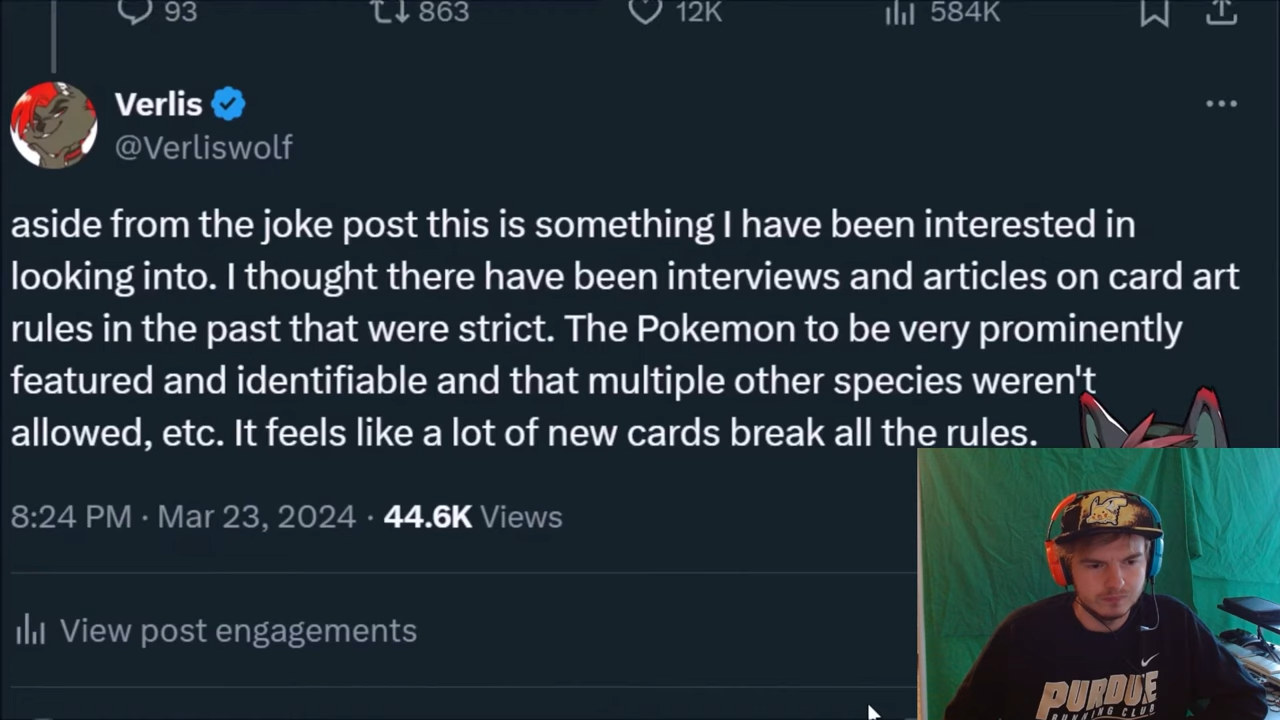 93 863 12K 584K
Verlis
@Verliswolf
aside from the joke post this is something I have been interested in
looking into. I thought there have been interviews and articles on card art
rules in the past that were strict. The Pokemon to be very prominently
featured and identifiable and that multiple other species weren't
allowed, etc. It feels like a lot of new cards break all the rules.
8:24 PM · Mar 23, 2024 · 44.6K Views
View post engagements
PURDUE
RUNNING CLUB